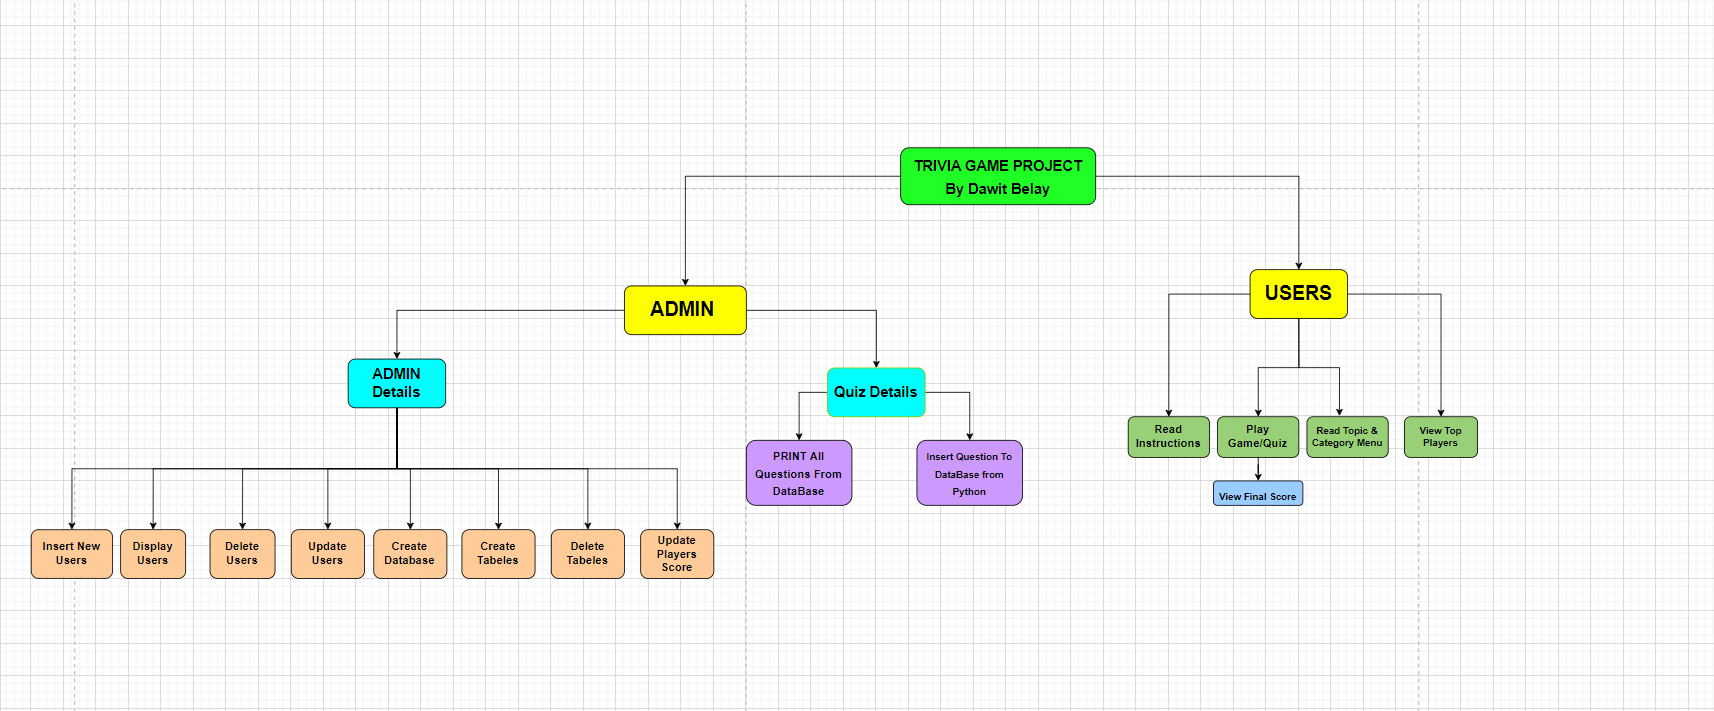 TRIVIA GAME PROJECT
By Dawit Belay
ADMIN
USERS
ADMIN
Details
Quiz Details
Read
Instructions
Play
Game/Quiz
Read Topic &
Category Menu
View Top
Players
PRINT All
Questions From
DataBase
Insert Question To
DataBase from
Python
View Final Score
Insert New
Users
Display
Users
Delete
Users
Update
Users
Create
Database
Create
Tabeles
Delete
Tabeles
Update
Players
Score